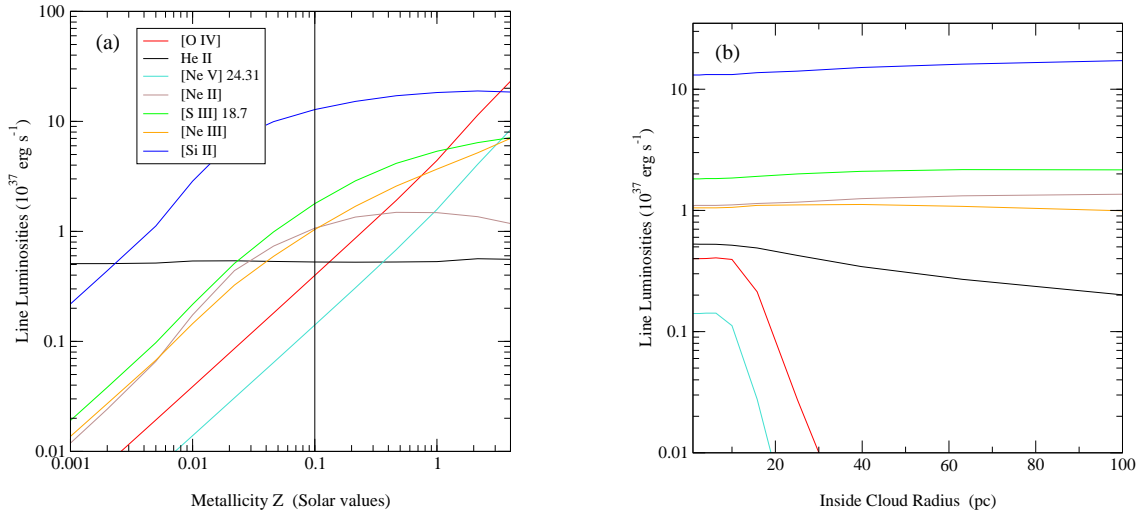 (a)
[O IV]
He II
[Ne V] 24.31
[Ne II]
[S III] 18.7
[Ne III]
[Si II]
100
10
1
0.1
0.01
Line Luminosities (10^37 erg s^-1)
0.001
0.01
0.1
1
Metallicity Z (Solar values)
(b)
10
1
0.1
0.01
Line Luminosities (10^37 erg s^-1)
20
40
60
80
100
Inside Cloud Radius (pc)